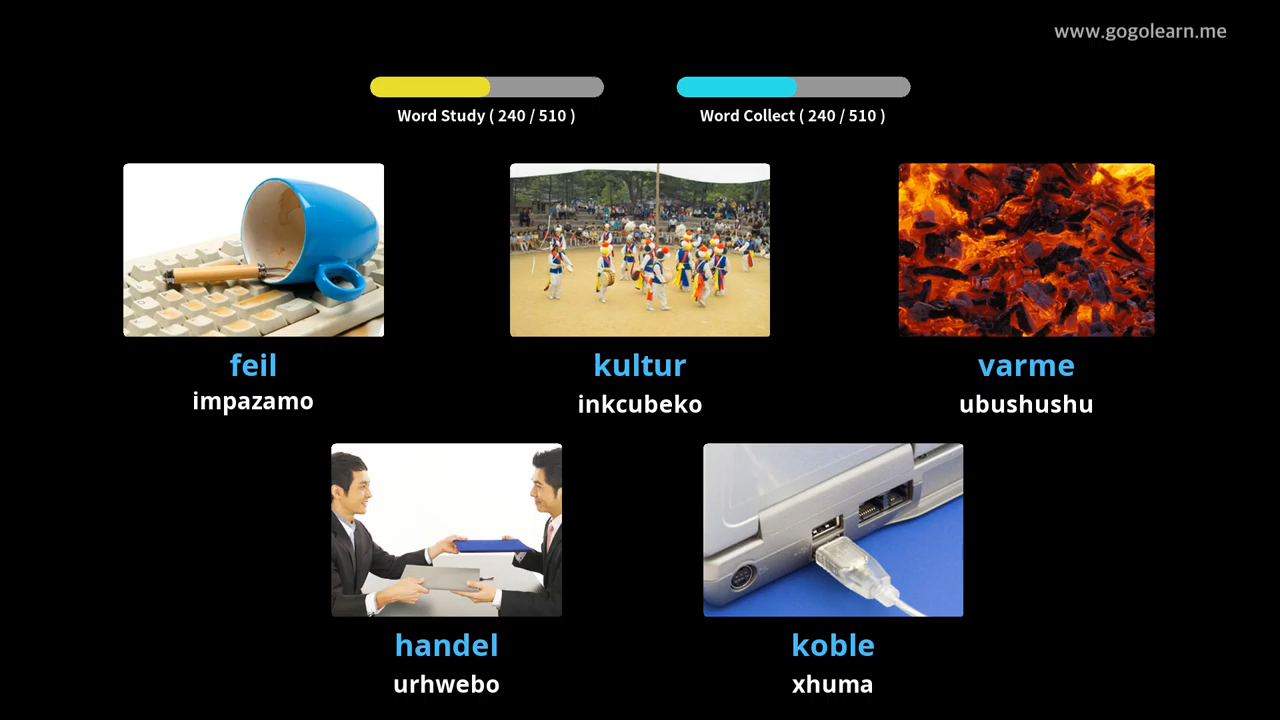 www.gogolearn.me
Word Study ( 240 / 510 )
Word Collect ( 240 / 510 )
feil
impazamo
kultur
inkcubeko
varme
ubushushu
handel
urhwebo
koble
xhuma